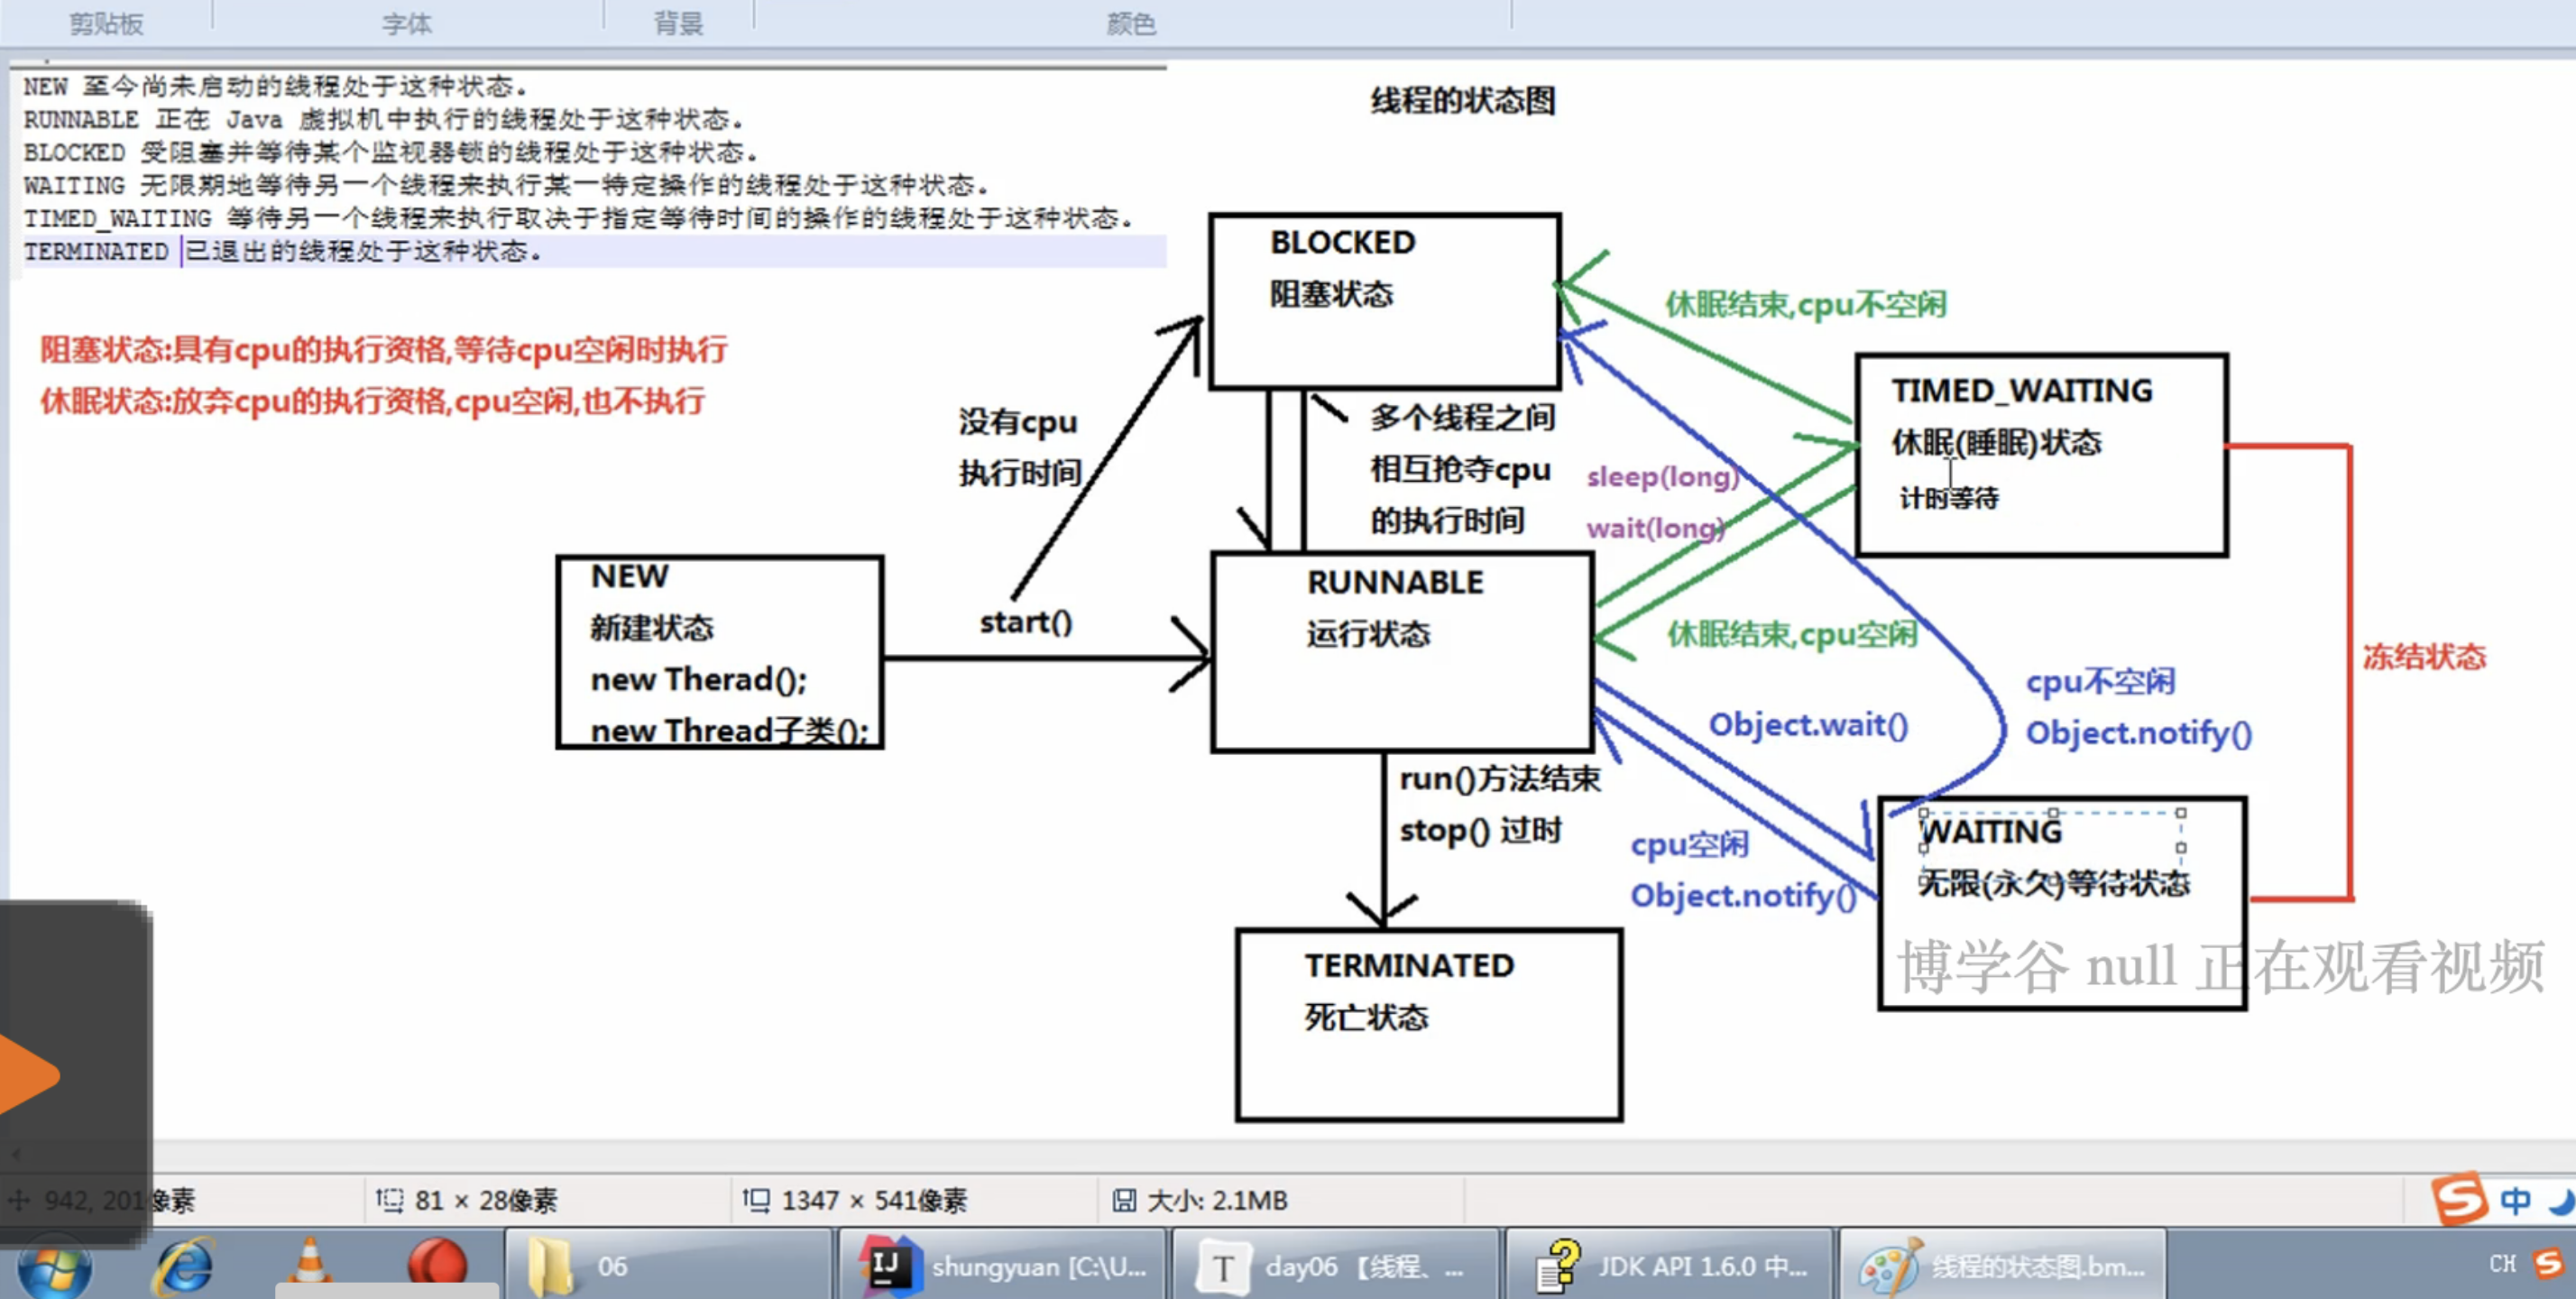 剪贴板
字体
背景
颜色
NEW 至今尚未启动的线程处于这种状态。
RUNNABLE 正在 Java 虚拟机中执行的线程处于这种状态。
BLOCKED 受阻塞并等待某个监视器锁的线程处于这种状态。
WAITING 无限期地等待另一个线程来执行某一特定操作的线程处于这种状态。
TIMED_WAITING 等待另一个线程来执行取决于指定等待时间的操作的线程处于这种状态。
TERMINATED 已退出的线程处于这种状态。
线程的状态图
阻塞状态:具有cpu的执行资格,等待cpu空闲时执行
休眠状态:放弃cpu的执行资格,cpu空闲,也不执行
BLOCKED
阻塞状态
休眠结束,cpu不空闲
TIMED_WAITING
休眠(睡眠)状态
计时等待
没有cpu
执行时间
多个线程之间
相互抢夺cpu
的执行时间
sleep(long)
wait(long)
NEW
新建状态
new Therad();
new Thread子类();
start()
RUNNABLE
运行状态
休眠结束,cpu空闲
冻结状态
cpu不空闲
Object.notify()
Object.wait()
run()方法结束
stop() 过时
cpu空闲
Object.notify()
WAITING
无限(永久)等待状态
博学谷 null 正在观看视频
TERMINATED
死亡状态
942, 201像素
81 × 28像素
1347 × 541像素
大小: 2.1MB
中
06
shungyuan [C:\U...
day06 【线程、...
JDK API 1.6.0 中...
线程的状态图.bm...
CH